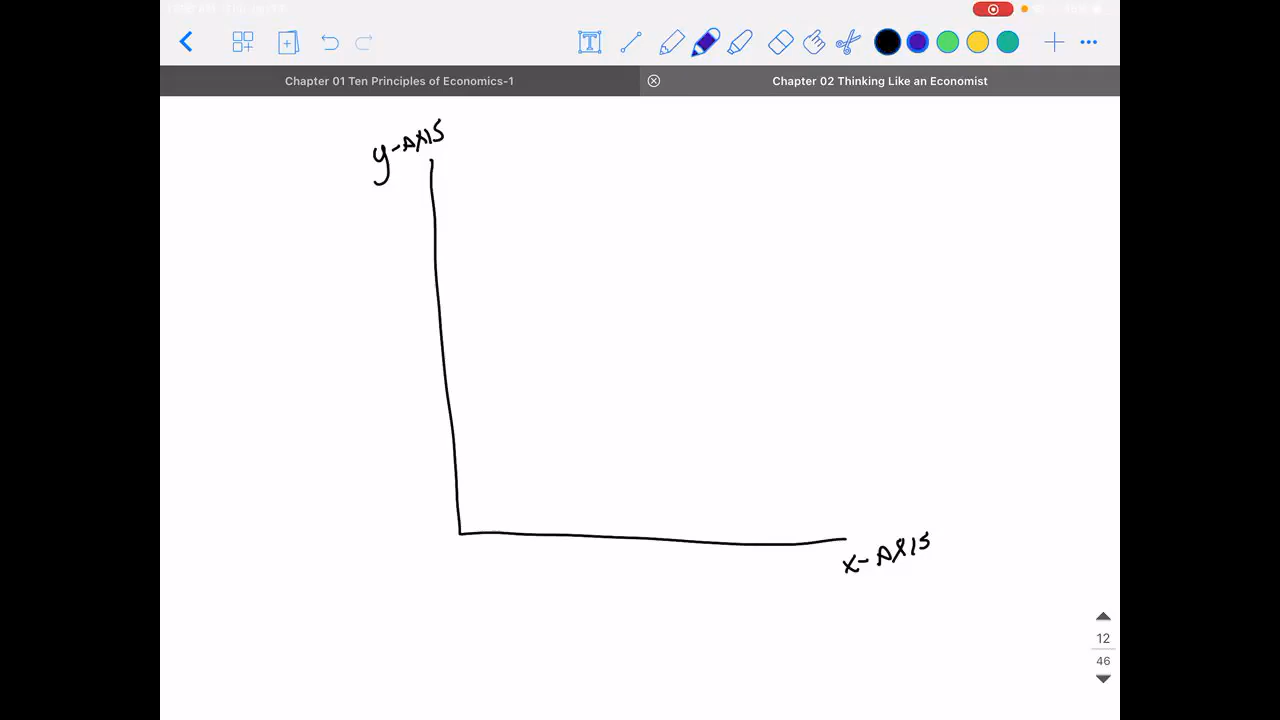 Chapter 01 Ten Principles of Economics-1
Chapter 02 Thinking Like an Economist
y-AXIS
x-AXIS
12
46